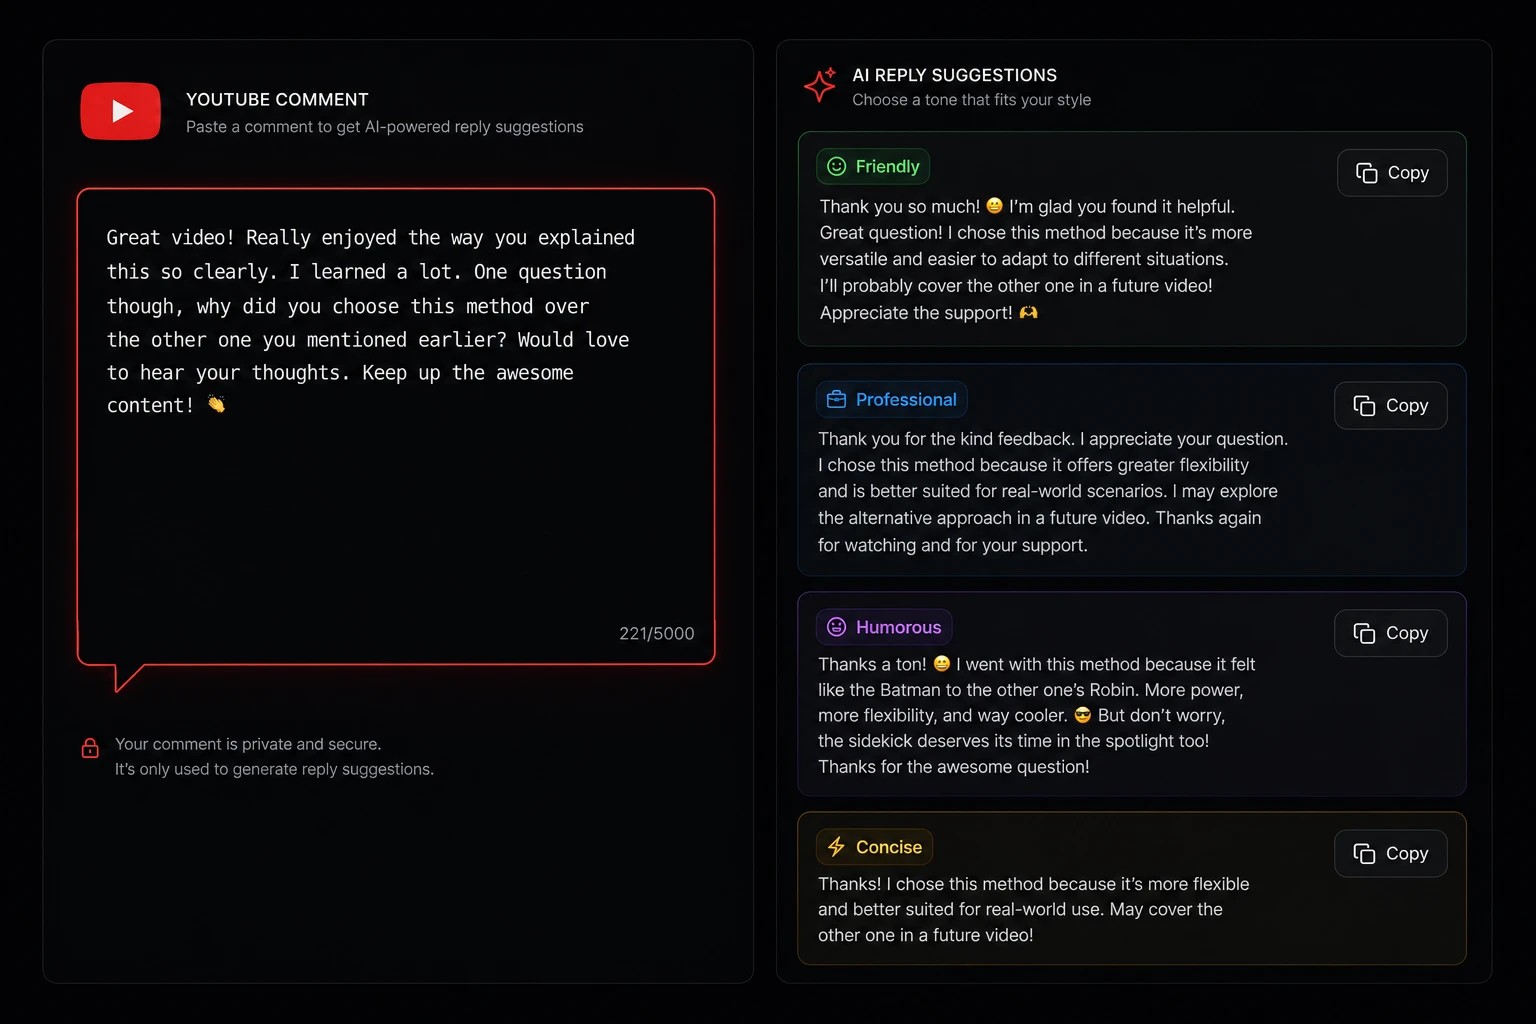 YOUTUBE COMMENT
Paste a comment to get AI-powered reply suggestions
Great video! Really enjoyed the way you explained
this so clearly. I learned a lot. One question
though, why did you choose this method over
the other one you mentioned earlier? Would love
to hear your thoughts. Keep up the awesome
content! 👏
221/5000
Your comment is private and secure.
It's only used to generate reply suggestions.
AI REPLY SUGGESTIONS
Choose a tone that fits your style
Friendly
Copy
Thank you so much! 😀 I'm glad you found it helpful.
Great question! I chose this method because it's more
versatile and easier to adapt to different situations.
I'll probably cover the other one in a future video!
Appreciate the support! 🫶
Professional
Copy
Thank you for the kind feedback. I appreciate your question.
I chose this method because it offers greater flexibility
and is better suited for real-world scenarios. I may explore
the alternative approach in a future video. Thanks again
for watching and for your support.
Humorous
Copy
Thanks a ton! 😄 I went with this method because it felt
like the Batman to the other one's Robin. More power,
more flexibility, and way cooler. 😎 But don't worry,
the sidekick deserves its time in the spotlight too!
Thanks for the awesome question!
Concise
Copy
Thanks! I chose this method because it's more flexible
and better suited for real-world use. May cover the
other one in a future video!